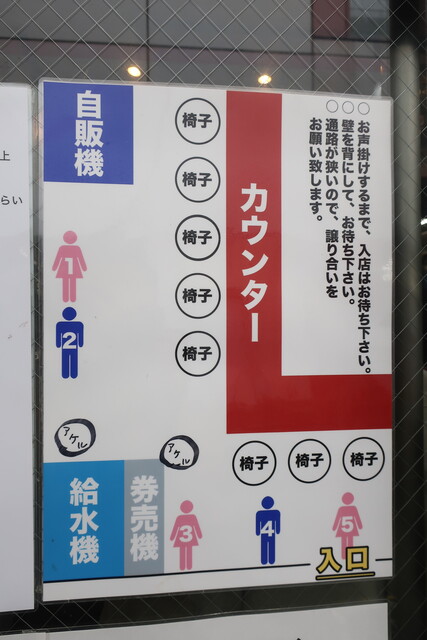 ○○○
お声掛けするまで、入店はお待ち下さい。
壁を背にして、お待ち下さい。
通路が狭いので、譲り合いを
お願い致します。
自販機
椅子
椅子
椅子
椅子
椅子
カウンター
1
2
アケル
アケル
椅子
椅子
椅子
給水機
券売機
3
4
5
入口
上
らい